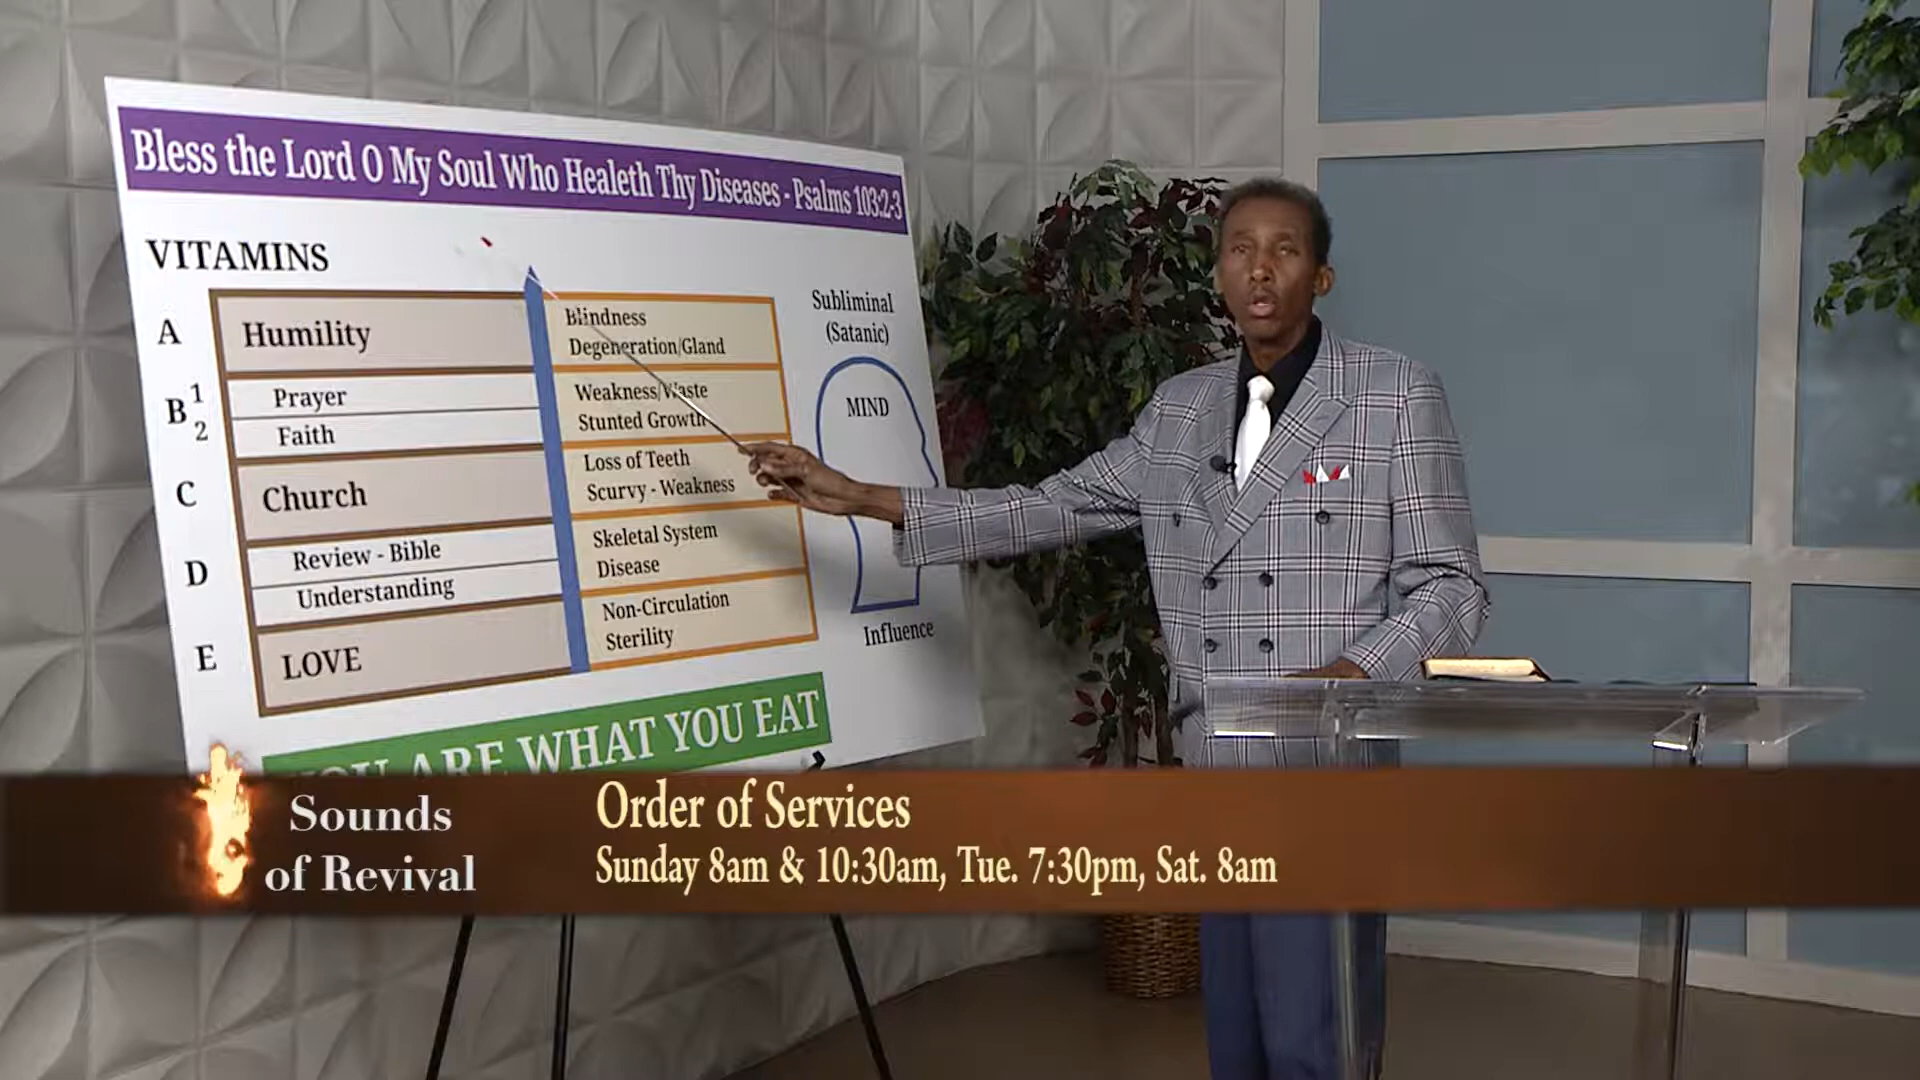 Bless the Lord O My Soul Who Healeth Thy Diseases - Psalms 103:2-3
VITAMINS
A
Humility
Blindness
Degeneration/Gland
B 1 2
Prayer
Faith
Weakness/Waste
Stunted Growth
C
Church
Loss of Teeth
Scurvy - Weakness
D
Review - Bible
Understanding
Skeletal System
Disease
E
LOVE
Non-Circulation
Sterility
Subliminal
(Satanic)
MIND
Influence
YOU ARE WHAT YOU EAT
Sounds
of Revival
Order of Services
Sunday 8am & 10:30am, Tue. 7:30pm, Sat. 8am